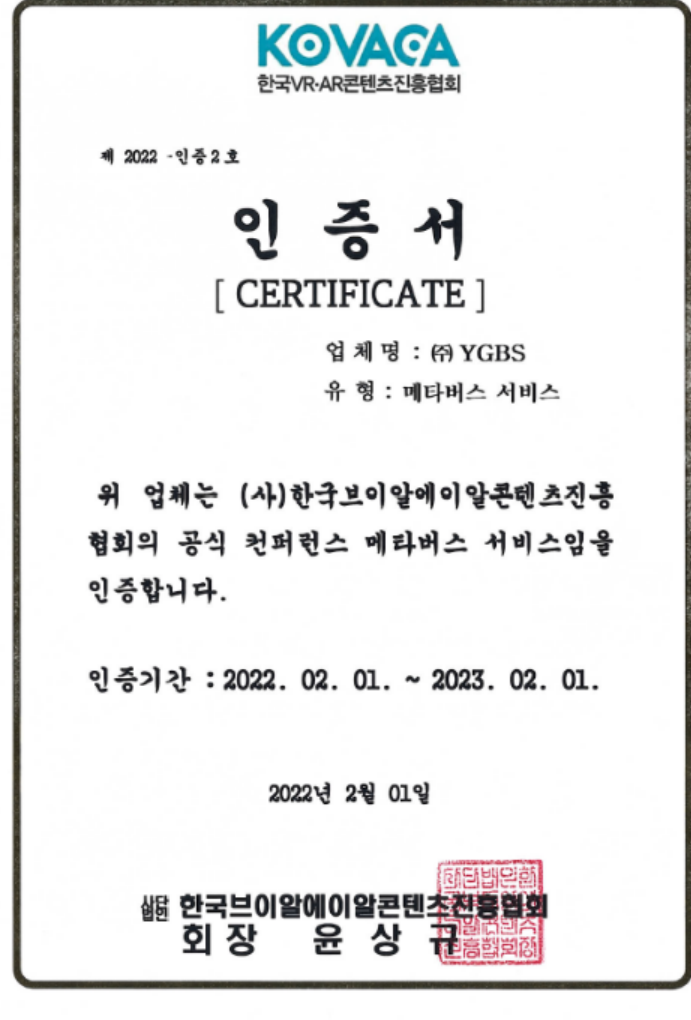 KOVACA
한국VR·AR콘텐츠진흥협회
제 2022 -인증2호
인 증 서
[ CERTIFICATE ]
업 체 명 : ㈜ YGBS
유 형 : 메타버스 서비스
위 업체는 (사)한국브이알에이알콘텐츠진흥
협회의 공식 컨퍼런스 메타버스 서비스임을
인증합니다.
인증기간 : 2022. 02. 01. ~ 2023. 02. 01.
2022년 2월 01일
사단법인 한국브이알에이알콘텐츠진흥협회
회 장 윤 상 규